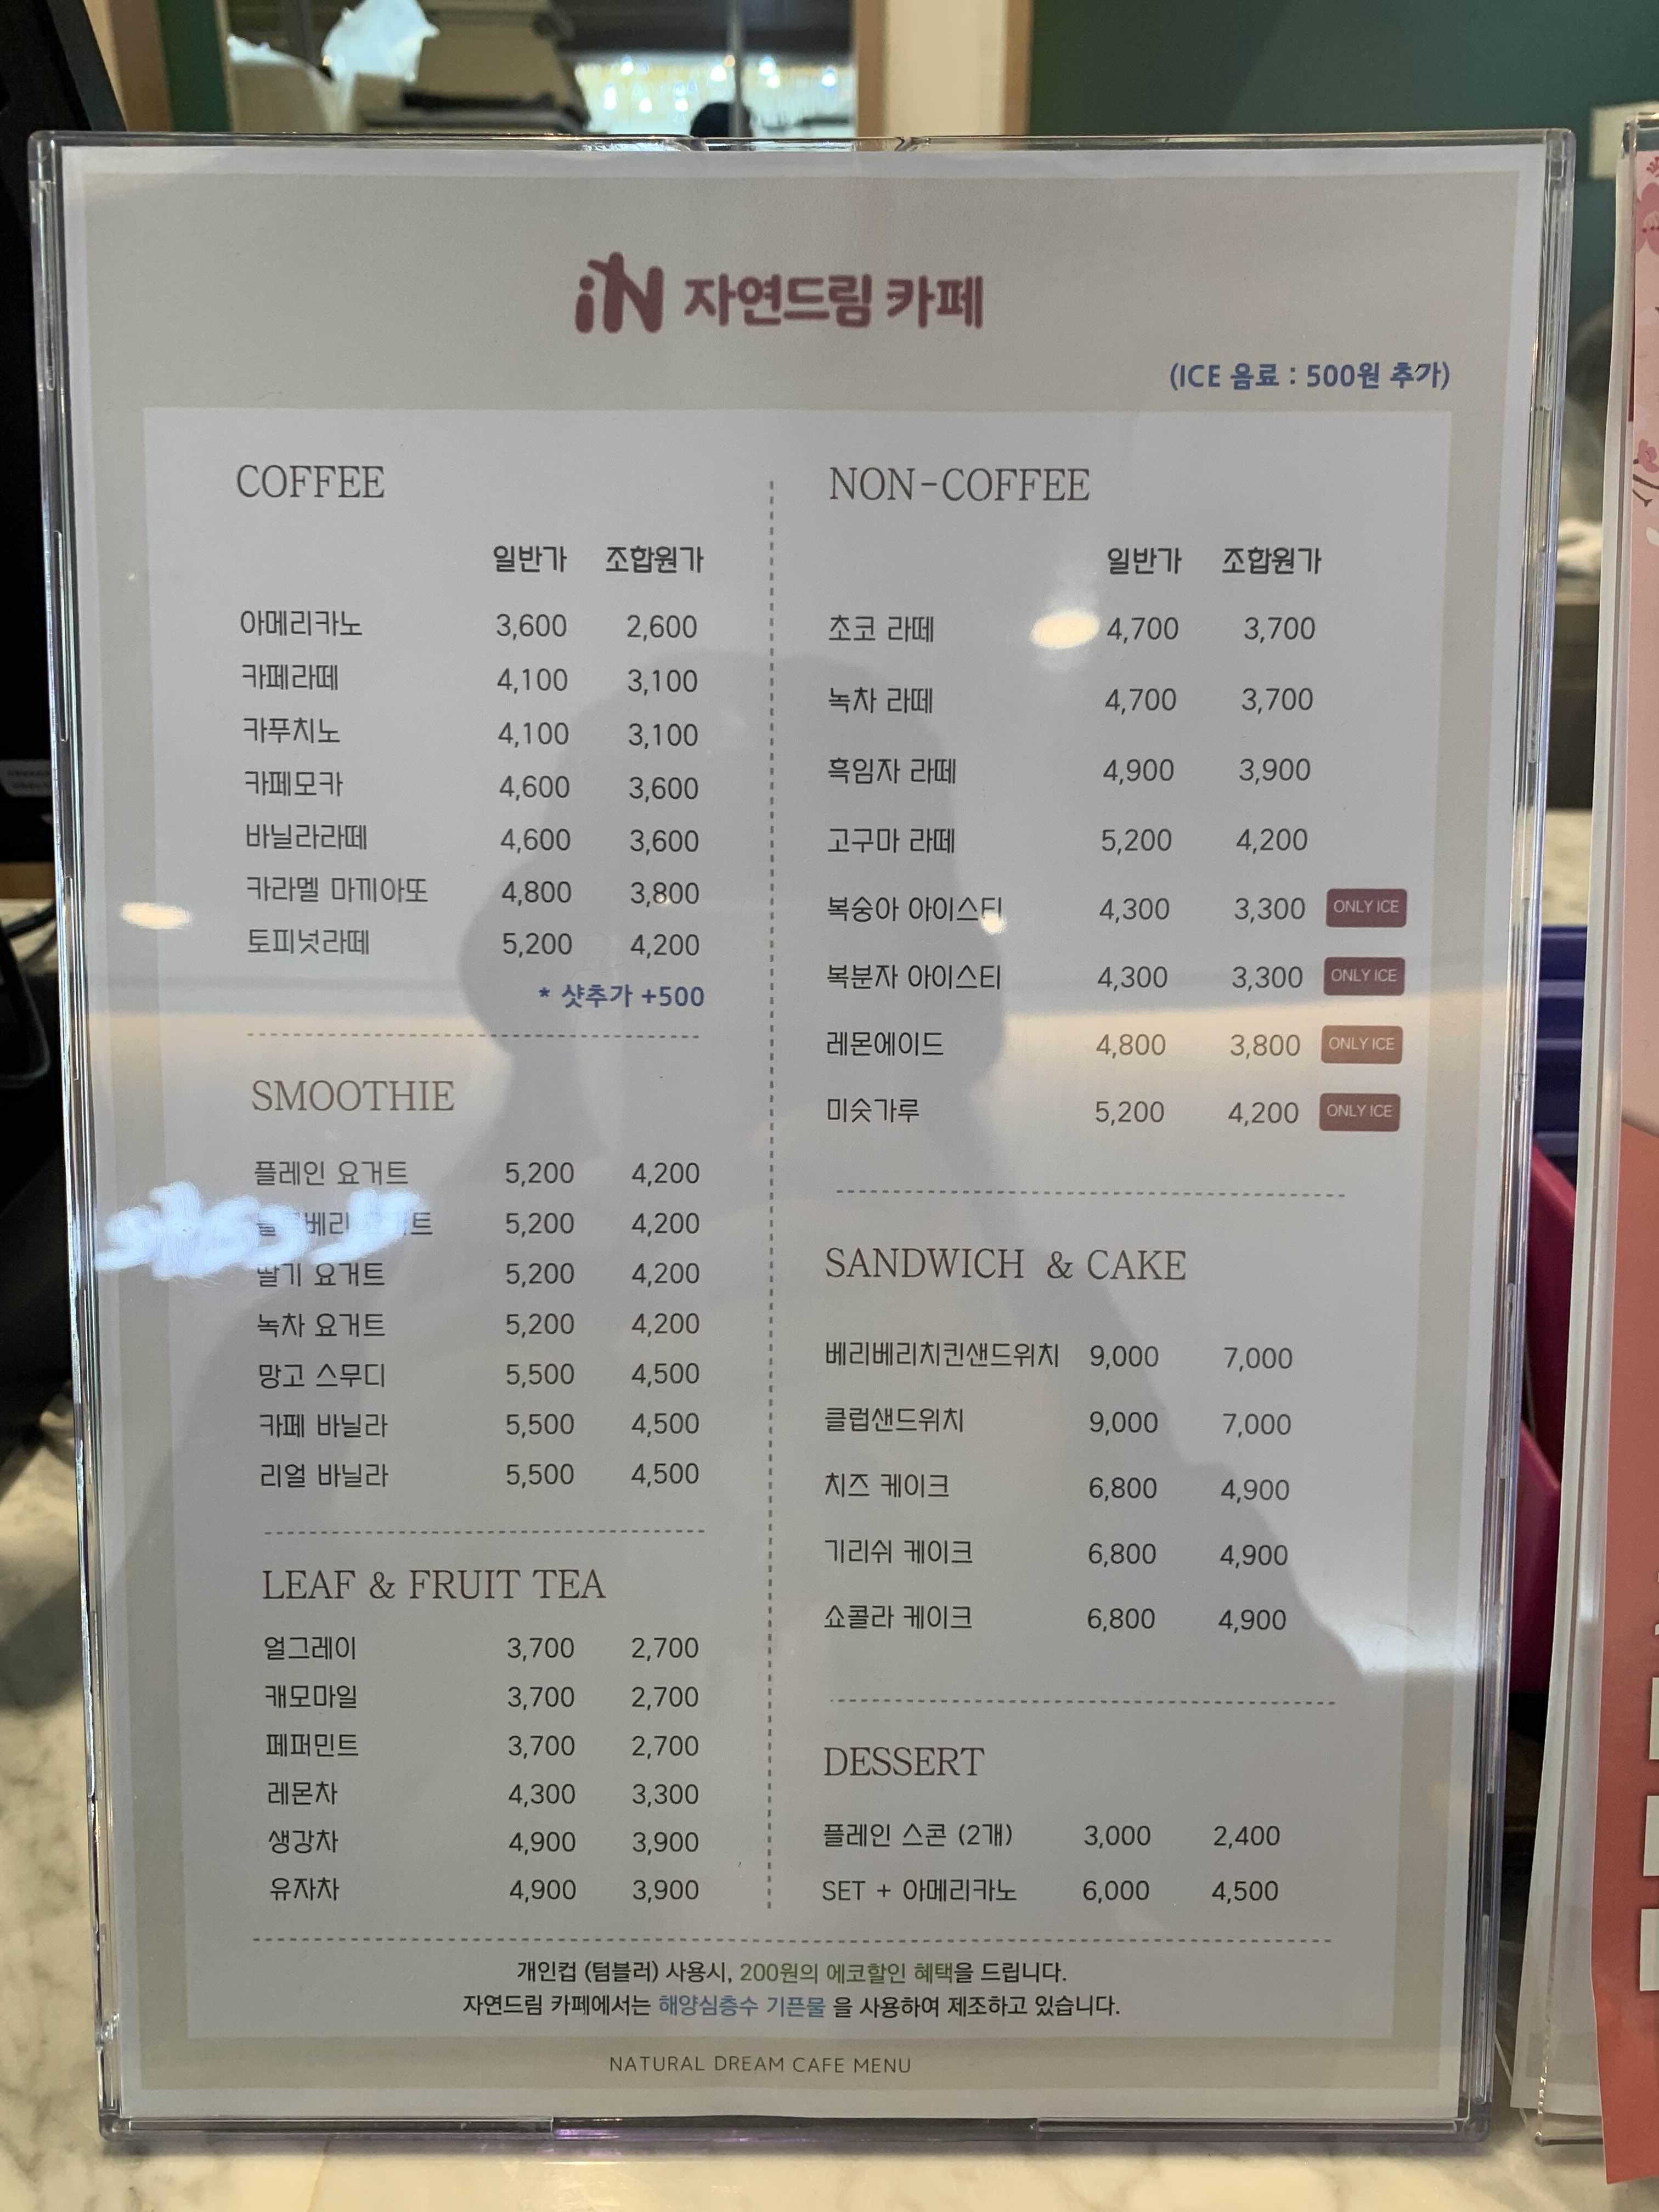 iN 자연드림 카페
(ICE 음료 : 500원 추가)
COFFEE
일반가 조합원가
아메리카노 3,600 2,600
카페라떼 4,100 3,100
카푸치노 4,100 3,100
카페모카 4,600 3,600
바닐라라떼 4,600 3,600
카라멜 마끼아또 4,800 3,800
토피넛라떼 5,200 4,200
* 샷추가 +500
SMOOTHIE
플레인 요거트 5,200 4,200
5,200 4,200
딸기 요거트 5,200 4,200
녹차 요거트 5,200 4,200
망고 스무디 5,500 4,500
카페 바닐라 5,500 4,500
리얼 바닐라 5,500 4,500
LEAF & FRUIT TEA
얼그레이 3,700 2,700
캐모마일 3,700 2,700
페퍼민트 3,700 2,700
레몬차 4,300 3,300
생강차 4,900 3,900
유자차 4,900 3,900
NON-COFFEE
일반가 조합원가
초코 라떼 4,700 3,700
녹차 라떼 4,700 3,700
흑임자 라떼 4,900 3,900
고구마 라떼 5,200 4,200
복숭아 아이스티 4,300 3,300 ONLY ICE
복분자 아이스티 4,300 3,300 ONLY ICE
레몬에이드 4,800 3,800 ONLY ICE
미숫가루 5,200 4,200 ONLY ICE
SANDWICH & CAKE
베리베리치킨샌드위치 9,000 7,000
클럽샌드위치 9,000 7,000
치즈 케이크 6,800 4,900
기리쉬 케이크 6,800 4,900
쇼콜라 케이크 6,800 4,900
DESSERT
플레인 스콘 (2개) 3,000 2,400
SET + 아메리카노 6,000 4,500
개인컵 (텀블러) 사용시, 200원의 에코할인 혜택을 드립니다.
자연드림 카페에서는 해양심층수 기픈물 을 사용하여 제조하고 있습니다.
NATURAL DREAM CAFE MENU